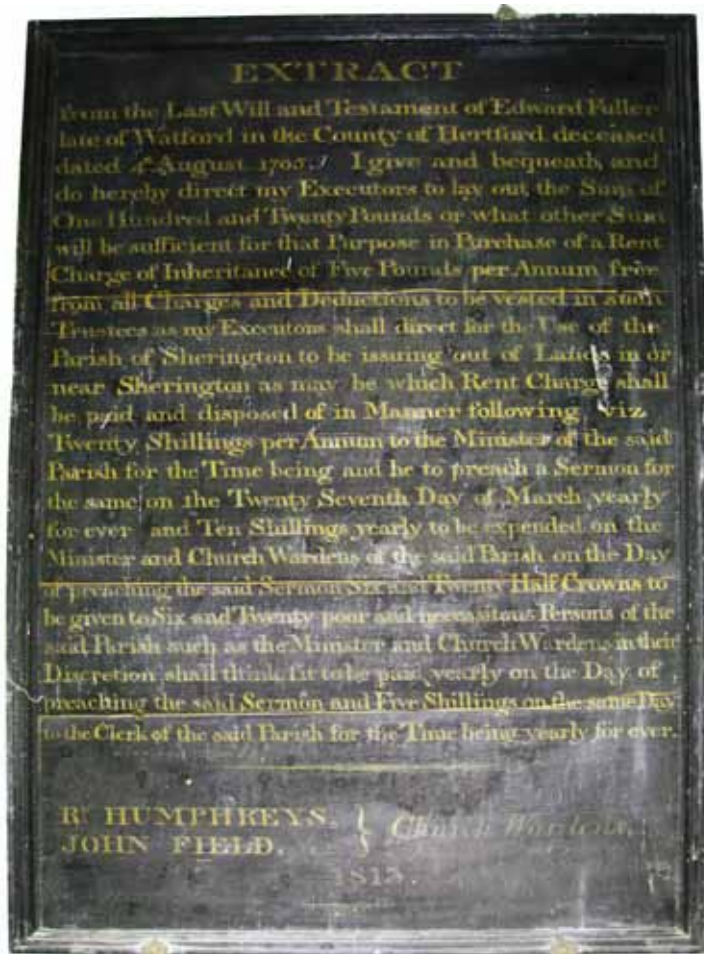 EXTRACT
from the Last Will and Testament of Edward Fuller
late of Watford in the County of Hertford deceased
dated August I give and bequeath, and
do hereby direct my Executors to lay out the Sum of
One Hundred and Twenty Pounds or what other Sum
will be sufficient for that Purpose in Purchase of a Rent
Charge of Inheritance of Five Pounds per Annum free
from all Charges and Deductions to be vested in such
Trustees as my Executors shall direct for the Use of the
Parish of Sherington to be issuing out of Lands in or
near Sherington as may be which Rent Charge shall
be paid and disposed of in Manner following viz
Twenty Shillings per Annum to the Minister of the said
Parish for the Time being and he to preach a Sermon for
the same on the Twenty Seventh Day of March yearly
for ever and Ten Shillings yearly to be expended on the
Minister and Church Wardens of the said Parish on the Day
of preaching the said Sermon Six and Twenty Half Crowns to
be given to Six and Twenty poor and necessitous Persons of the
said Parish such as the Minister and Church Wardens in their
Discretion shall think fit to be paid yearly on the Day of
preaching the said Sermon and Five Shillings on the same Day
to the Clerk of the said Parish for the Time being yearly for ever.
HUMPHREYS. } Church Wardens.
JOHN FIELD.
1815.